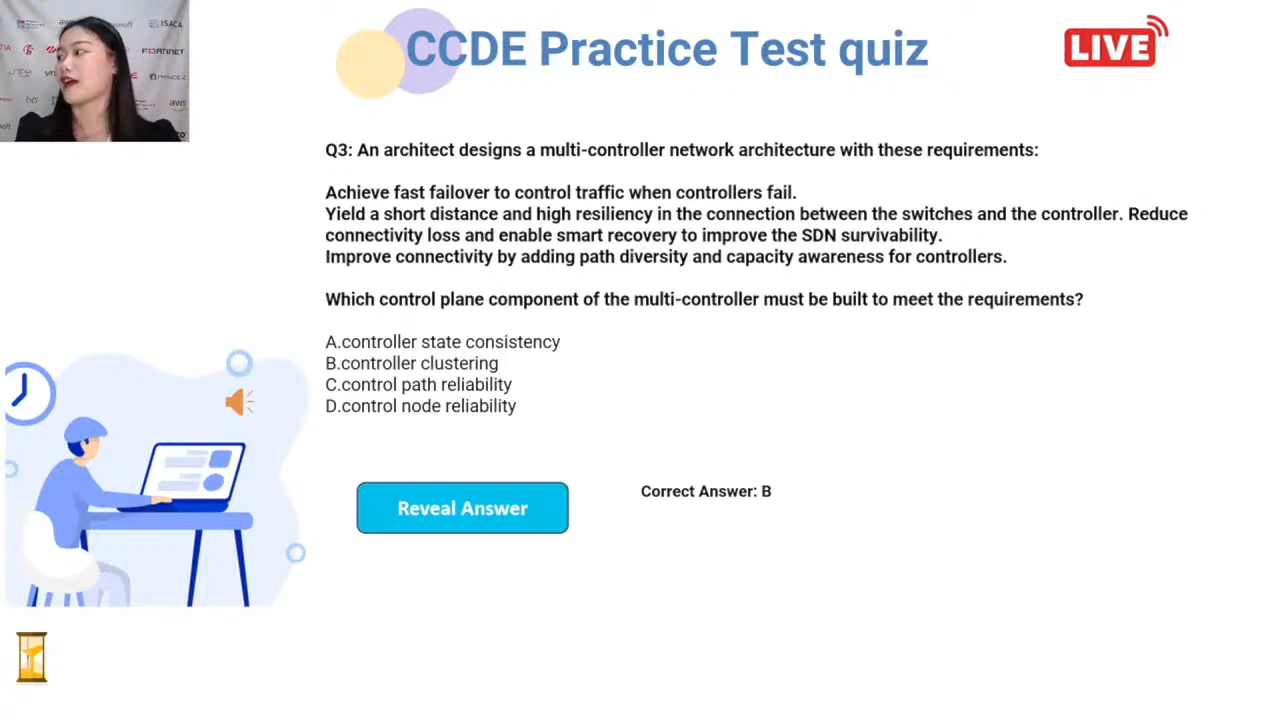 ISACA
FORTINET
PRINCE2
aws
CCDE Practice Test quiz
LIVE
Q3: An architect designs a multi-controller network architecture with these requirements:
Achieve fast failover to control traffic when controllers fail.
Yield a short distance and high resiliency in the connection between the switches and the controller. Reduce
connectivity loss and enable smart recovery to improve the SDN survivability.
Improve connectivity by adding path diversity and capacity awareness for controllers.
Which control plane component of the multi-controller must be built to meet the requirements?
A.controller state consistency
B.controller clustering
C.control path reliability
D.control node reliability
Reveal Answer
Correct Answer: B